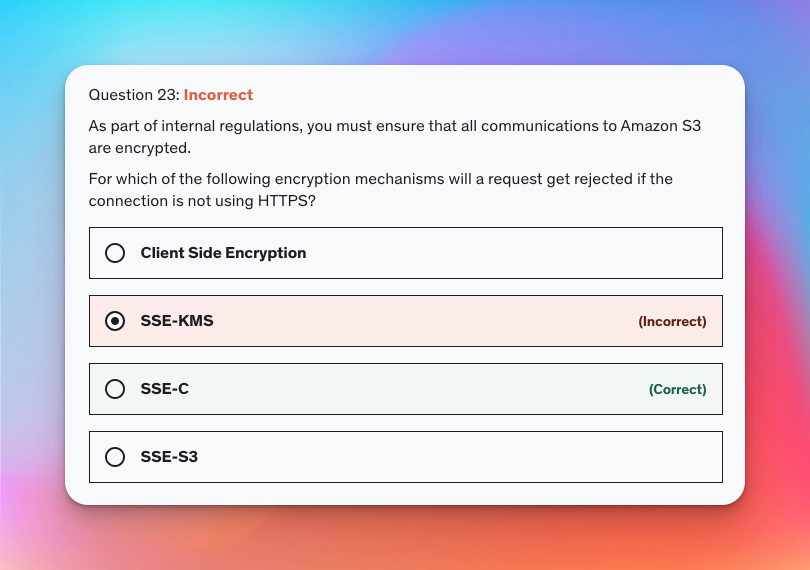 Question 23: Incorrect
As part of internal regulations, you must ensure that all communications to Amazon S3
are encrypted.
For which of the following encryption mechanisms will a request get rejected if the
connection is not using HTTPS?
Client Side Encryption
SSE-KMS (Incorrect)
SSE-C (Correct)
SSE-S3